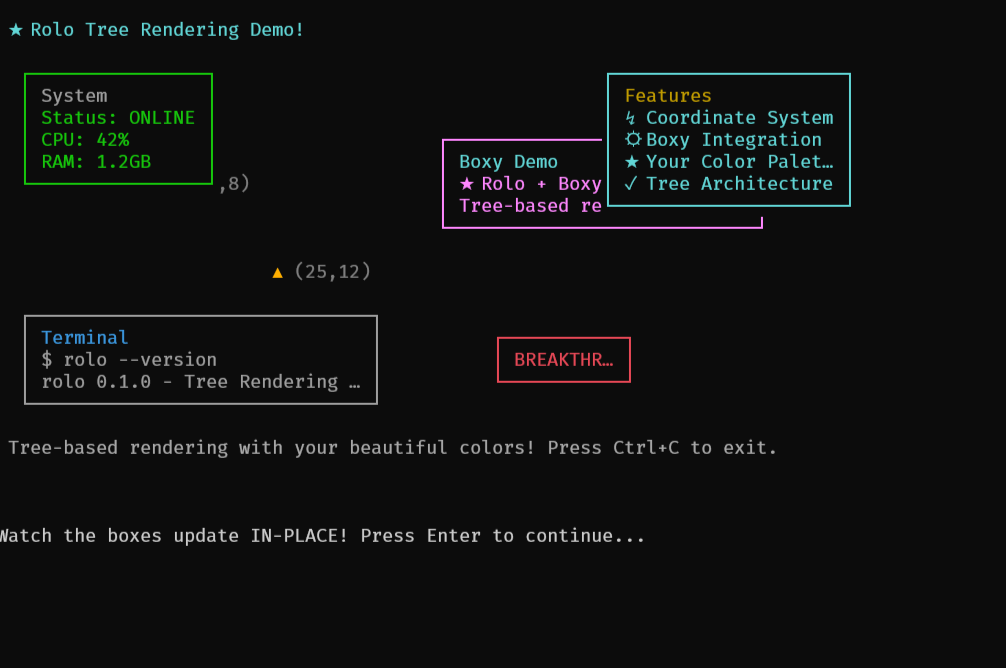 ★ Rolo Tree Rendering Demo!
System
Status: ONLINE
CPU: 42%
RAM: 1.2GB
,8)
Boxy Demo
★ Rolo + Boxy
Tree-based re
Features
↯ Coordinate System
⛭ Boxy Integration
★ Your Color Palet…
✓ Tree Architecture
▲ (25,12)
Terminal
$ rolo --version
rolo 0.1.0 - Tree Rendering …
BREAKTHR…
Tree-based rendering with your beautiful colors! Press Ctrl+C to exit.
Watch the boxes update IN-PLACE! Press Enter to continue...